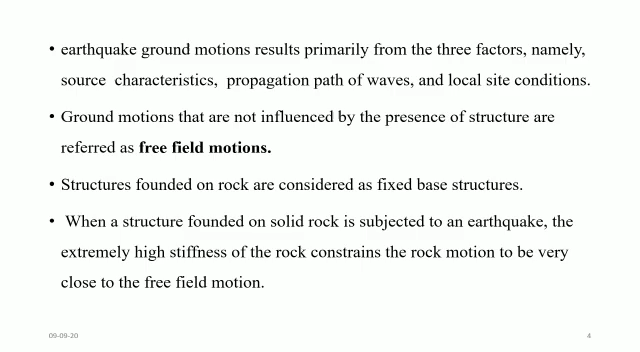 • earthquake ground motions results primarily from the three factors, namely,
source characteristics, propagation path of waves, and local site conditions.
• Ground motions that are not influenced by the presence of structure are
referred as free field motions.
• Structures founded on rock are considered as fixed base structures.
• When a structure founded on solid rock is subjected to an earthquake, the
extremely high stiffness of the rock constrains the rock motion to be very
close to the free field motion.
09-09-20
4